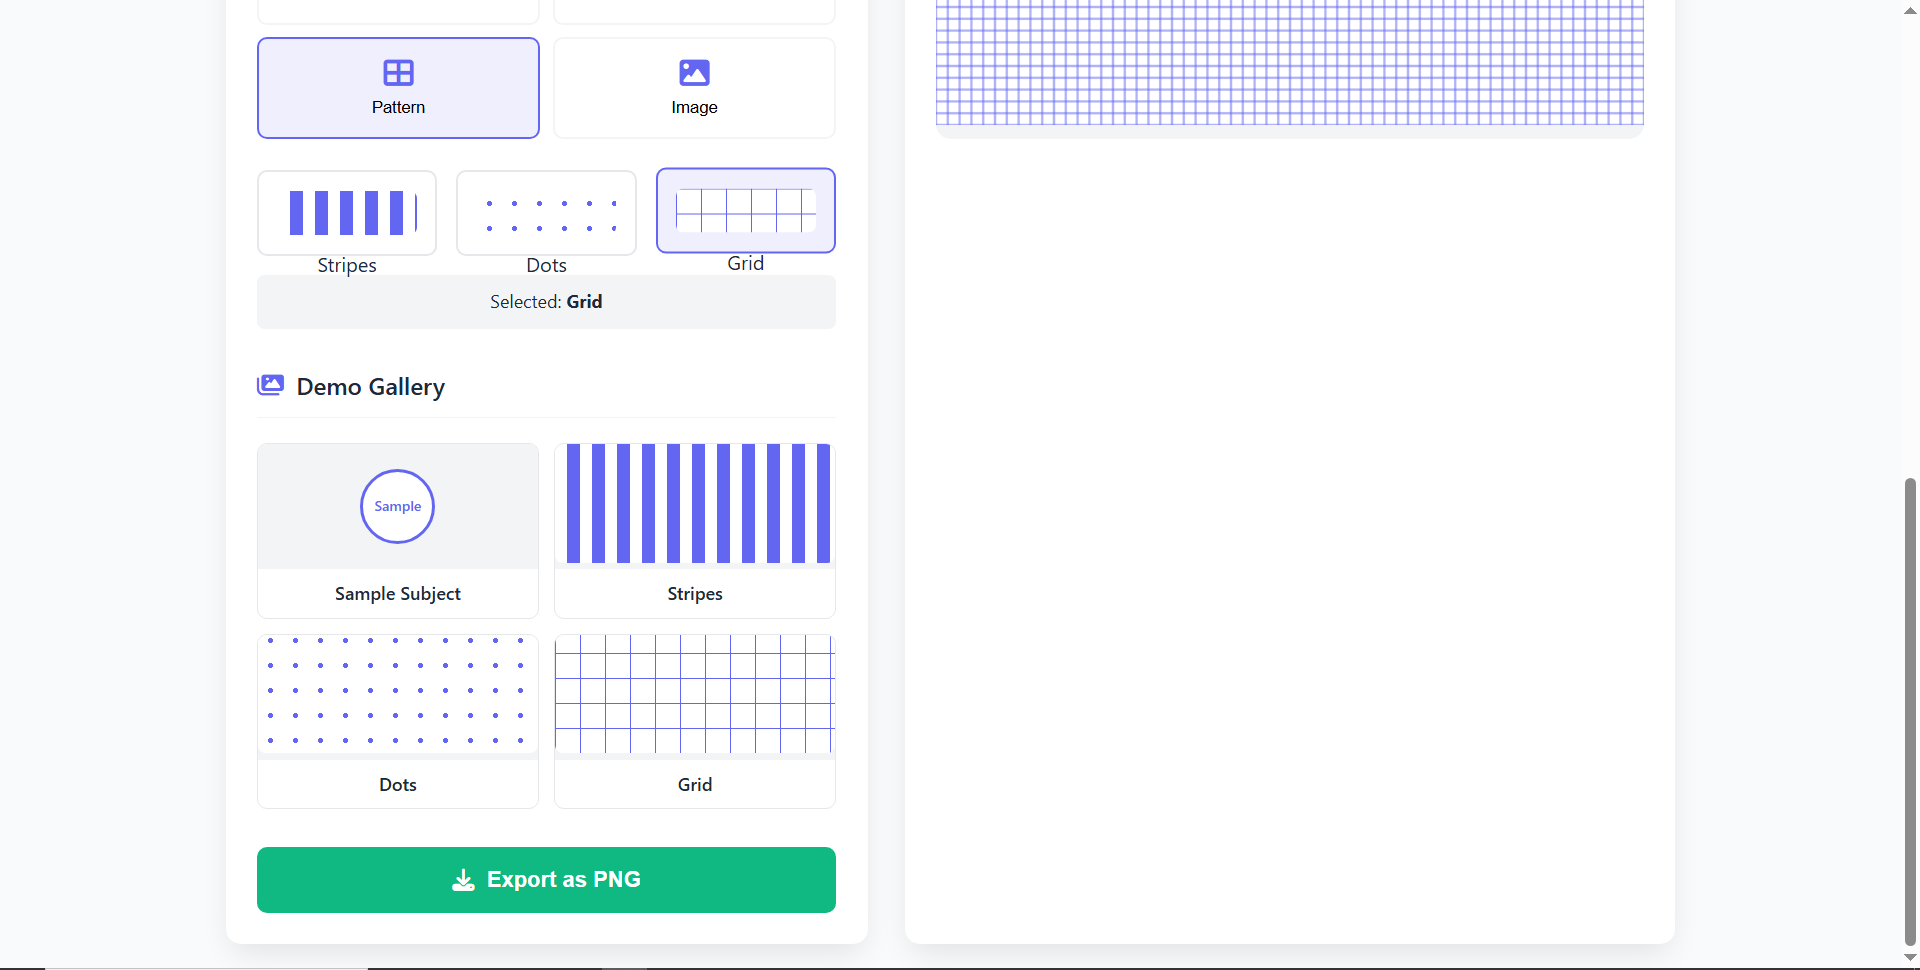 Pattern
Image
Stripes
Dots
Grid
Selected: Grid
Demo Gallery
Sample
Sample Subject
Stripes
Dots
Grid
Export as PNG